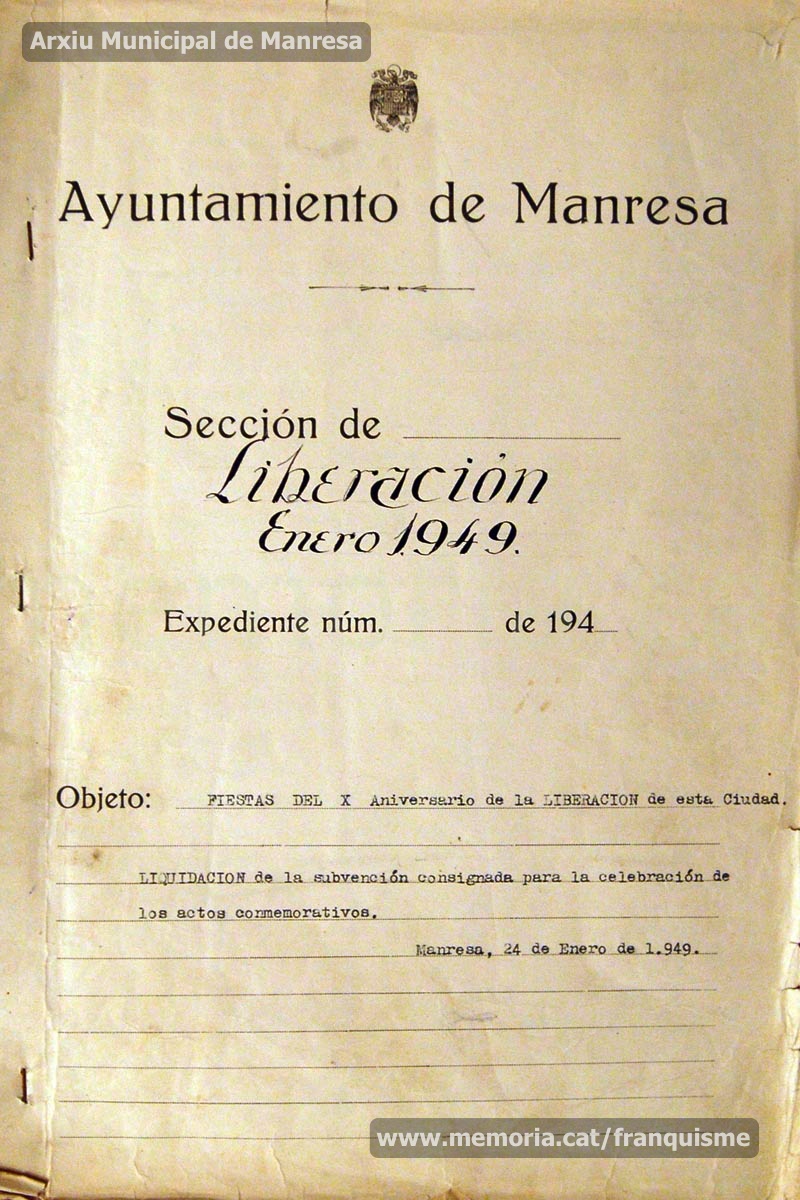 Arxiu Municipal de Manresa
Ayuntamiento de Manresa
Sección de
Liberación
Enero 1.949.
Expediente núm. de 194
Objeto: FIESTAS DEL X Aniversario de la LIBERACION de esta Ciudad.
LIQUIDACION de la subvención consignada para la celebración de
los actos conmemorativos.
Manresa, 24 de Enero de 1.949.
www.memoria.cat/franquisme